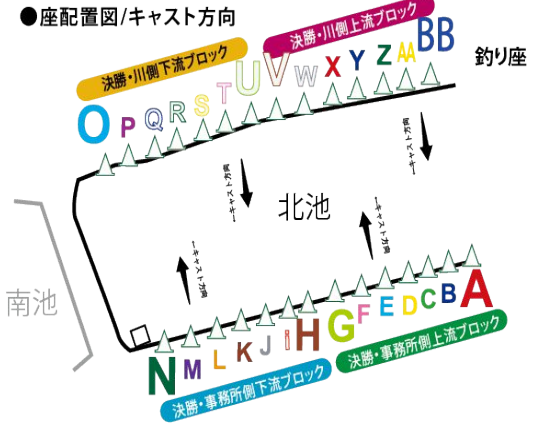 ●座配置図/キャスト方向
決勝・川側上流ブロック
決勝・川側下流ブロック
O P Q R S T U V W X Y Z AA BB
釣り座
←キャスト方向
←キャスト方向
北池
←キャスト方向
←キャスト方向
南池
N M L K J i H G F E D C B A
決勝・事務所側上流ブロック
決勝・事務所側下流ブロック